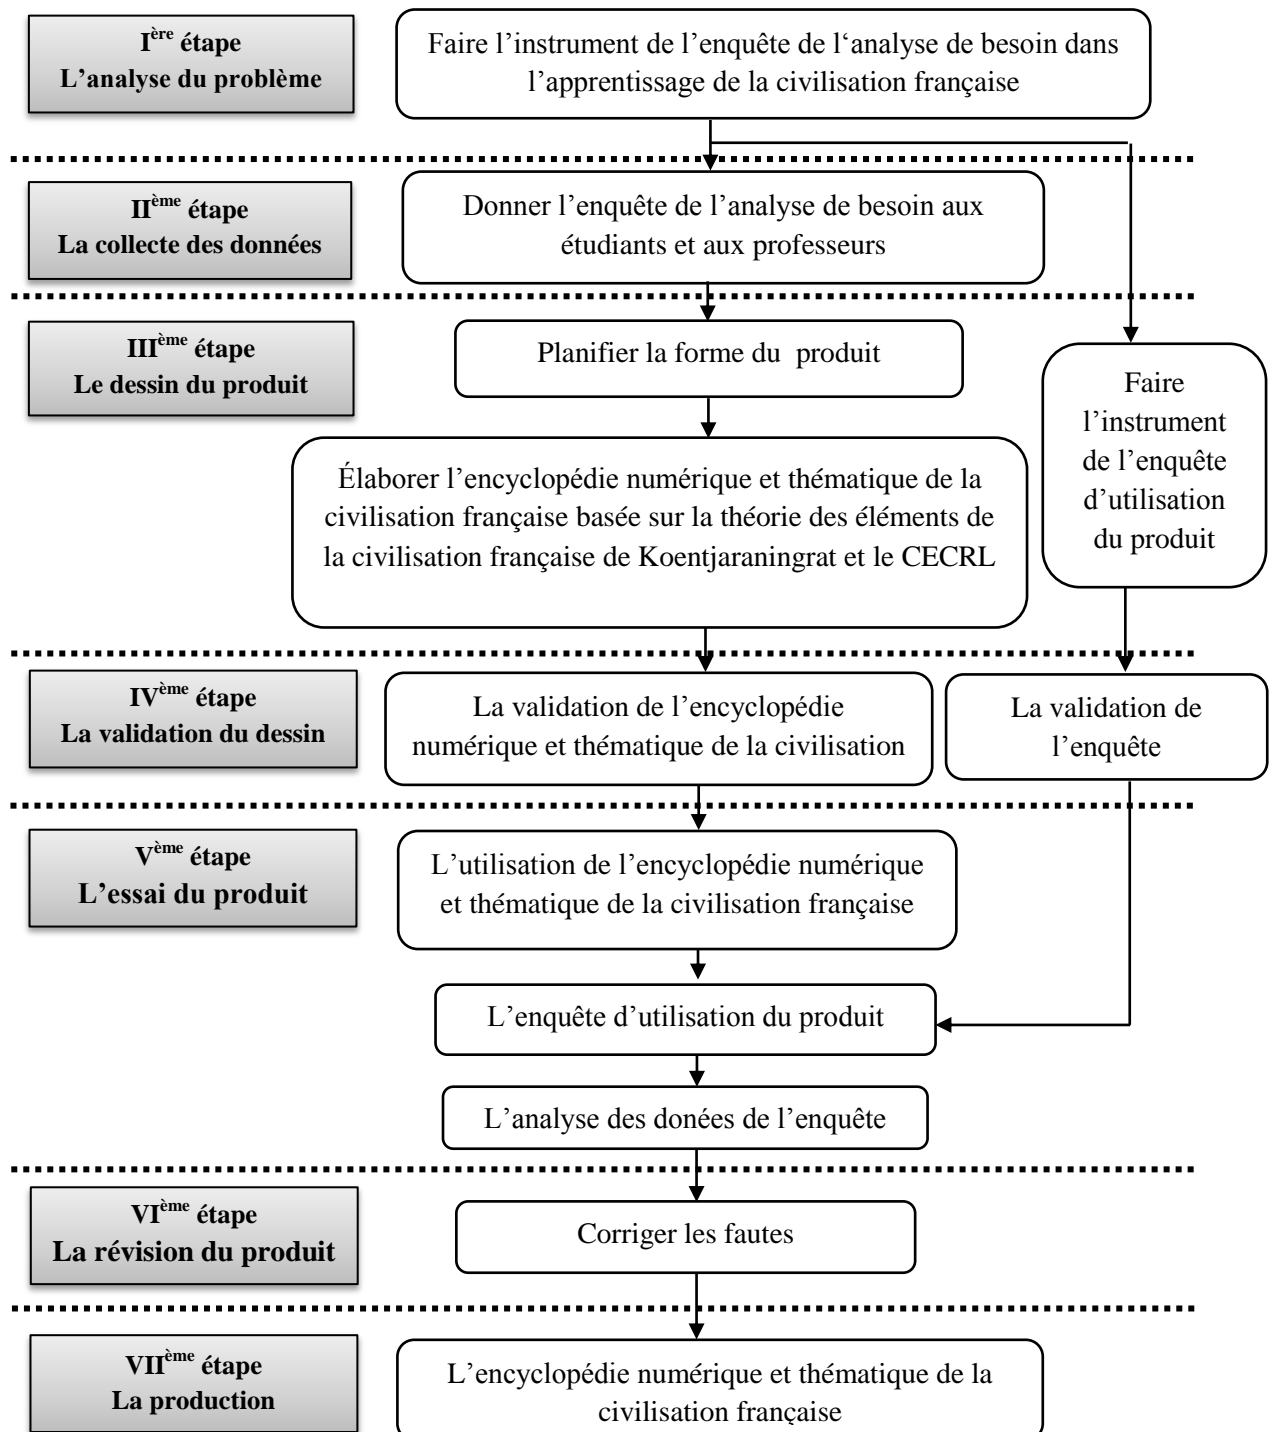 Ière étape
L’analyse du problème
Faire l’instrument de l’enquête de l‘analyse de besoin dans
l’apprentissage de la civilisation française
IIème étape
La collecte des données
Donner l’enquête de l’analyse de besoin aux
étudiants et aux professeurs
IIIème étape
Le dessin du produit
Planifier la forme du  produit
Élaborer l’encyclopédie numérique et thématique de la
civilisation française basée sur la théorie des éléments de
la civilisation française de Koentjaraningrat et le CECRL
Faire
l’instrument
de l’enquête
d’utilisation
du produit
IVème étape
La validation du dessin
La validation de l’encyclopédie
numérique et thématique de la civilisation
La validation de
l’enquête
Vème étape
L’essai du produit
L’utilisation de l’encyclopédie numérique
et thématique de la civilisation française
L’enquête d’utilisation du produit
L’analyse des donées de l’enquête
VIème étape
La révision du produit
Corriger les fautes
VIIème étape
La production
L’encyclopédie numérique et thématique de la
civilisation française